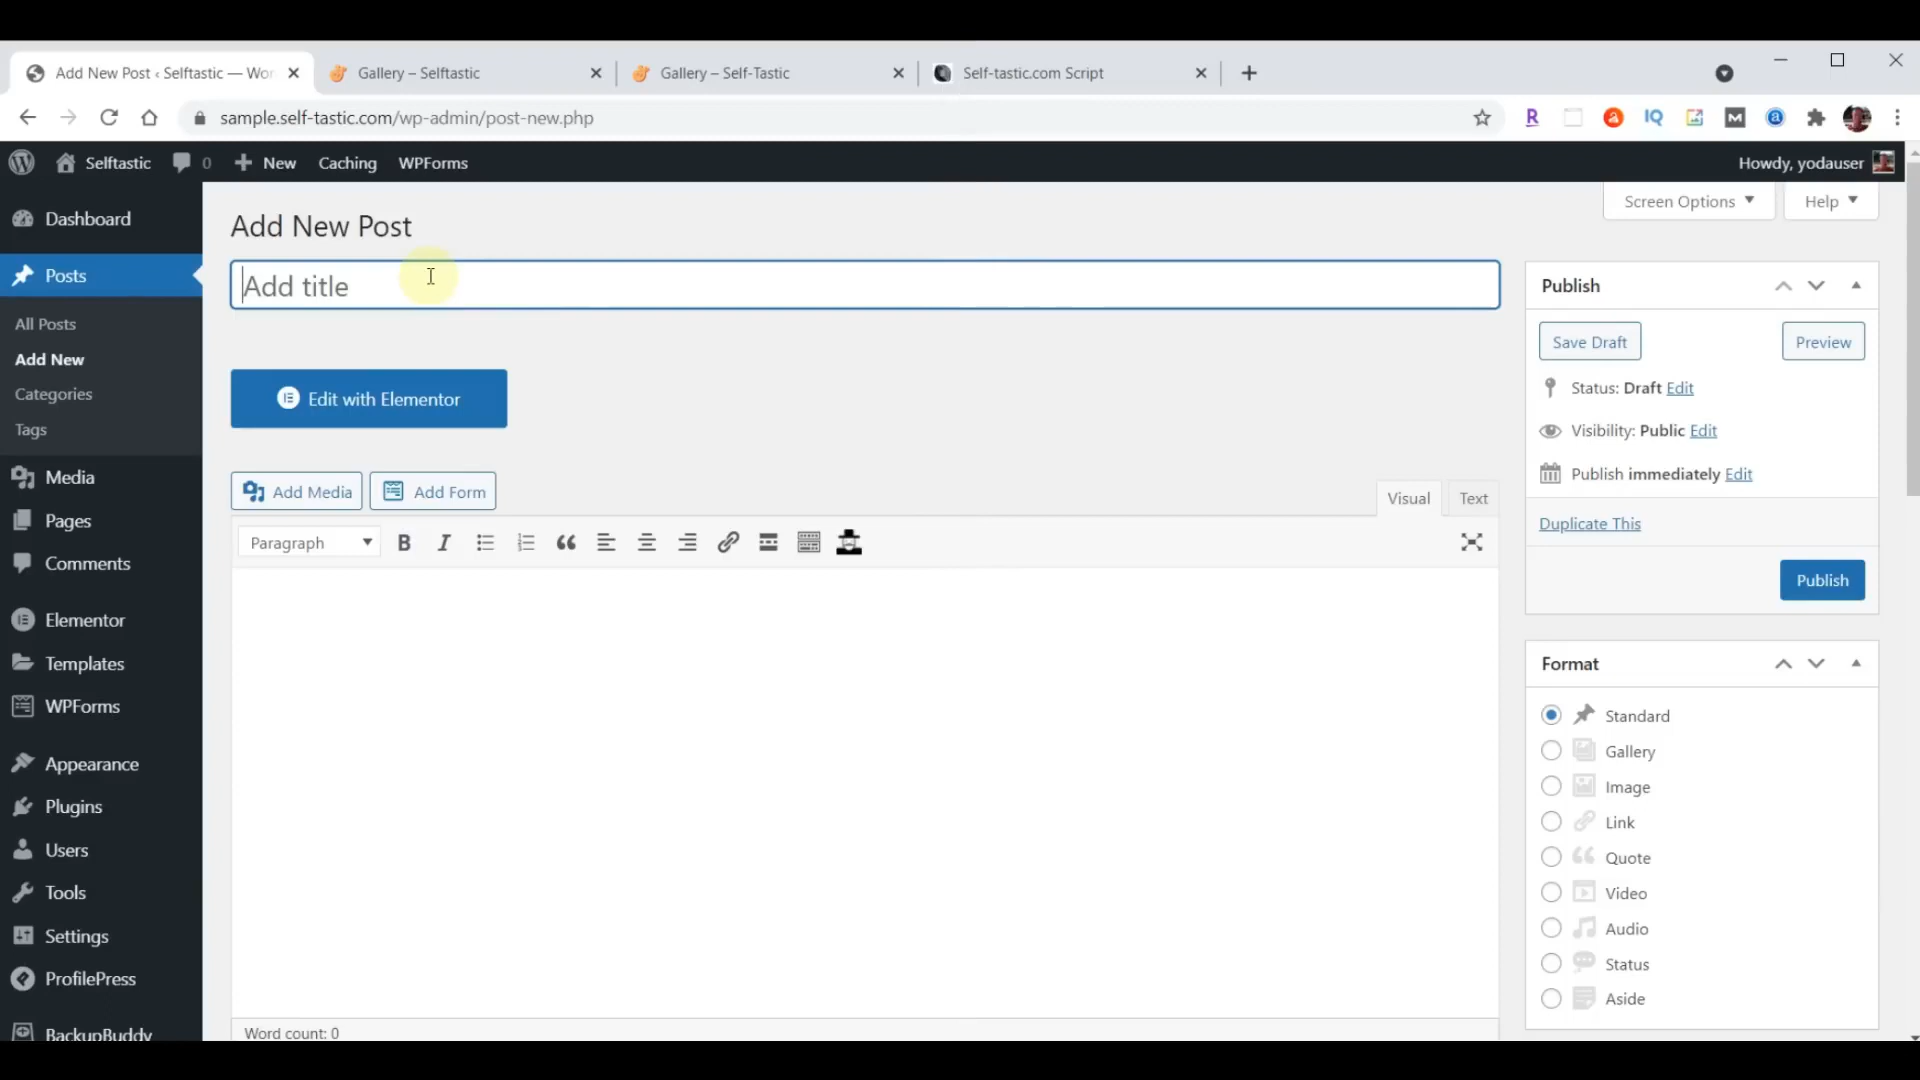 Add New Post ‹ Selftastic — Wor
Gallery – Selftastic
Gallery – Self-Tastic
Self-tastic.com Script
sample.self-tastic.com/wp-admin/post-new.php
Selftastic
0
New
Caching
WPForms
Howdy, yodauser
Dashboard
Posts
All Posts
Add New
Categories
Tags
Media
Pages
Comments
Elementor
Templates
WPForms
Appearance
Plugins
Users
Tools
Settings
ProfilePress
BackupBuddy
Screen Options
Help
Add New Post
Add title
Edit with Elementor
Add Media
Add Form
Visual
Text
Paragraph
B I
Word count: 0
Publish
Save Draft
Preview
Status: Draft Edit
Visibility: Public Edit
Publish immediately Edit
Duplicate This
Publish
Format
Standard
Gallery
Image
Link
Quote
Video
Audio
Status
Aside